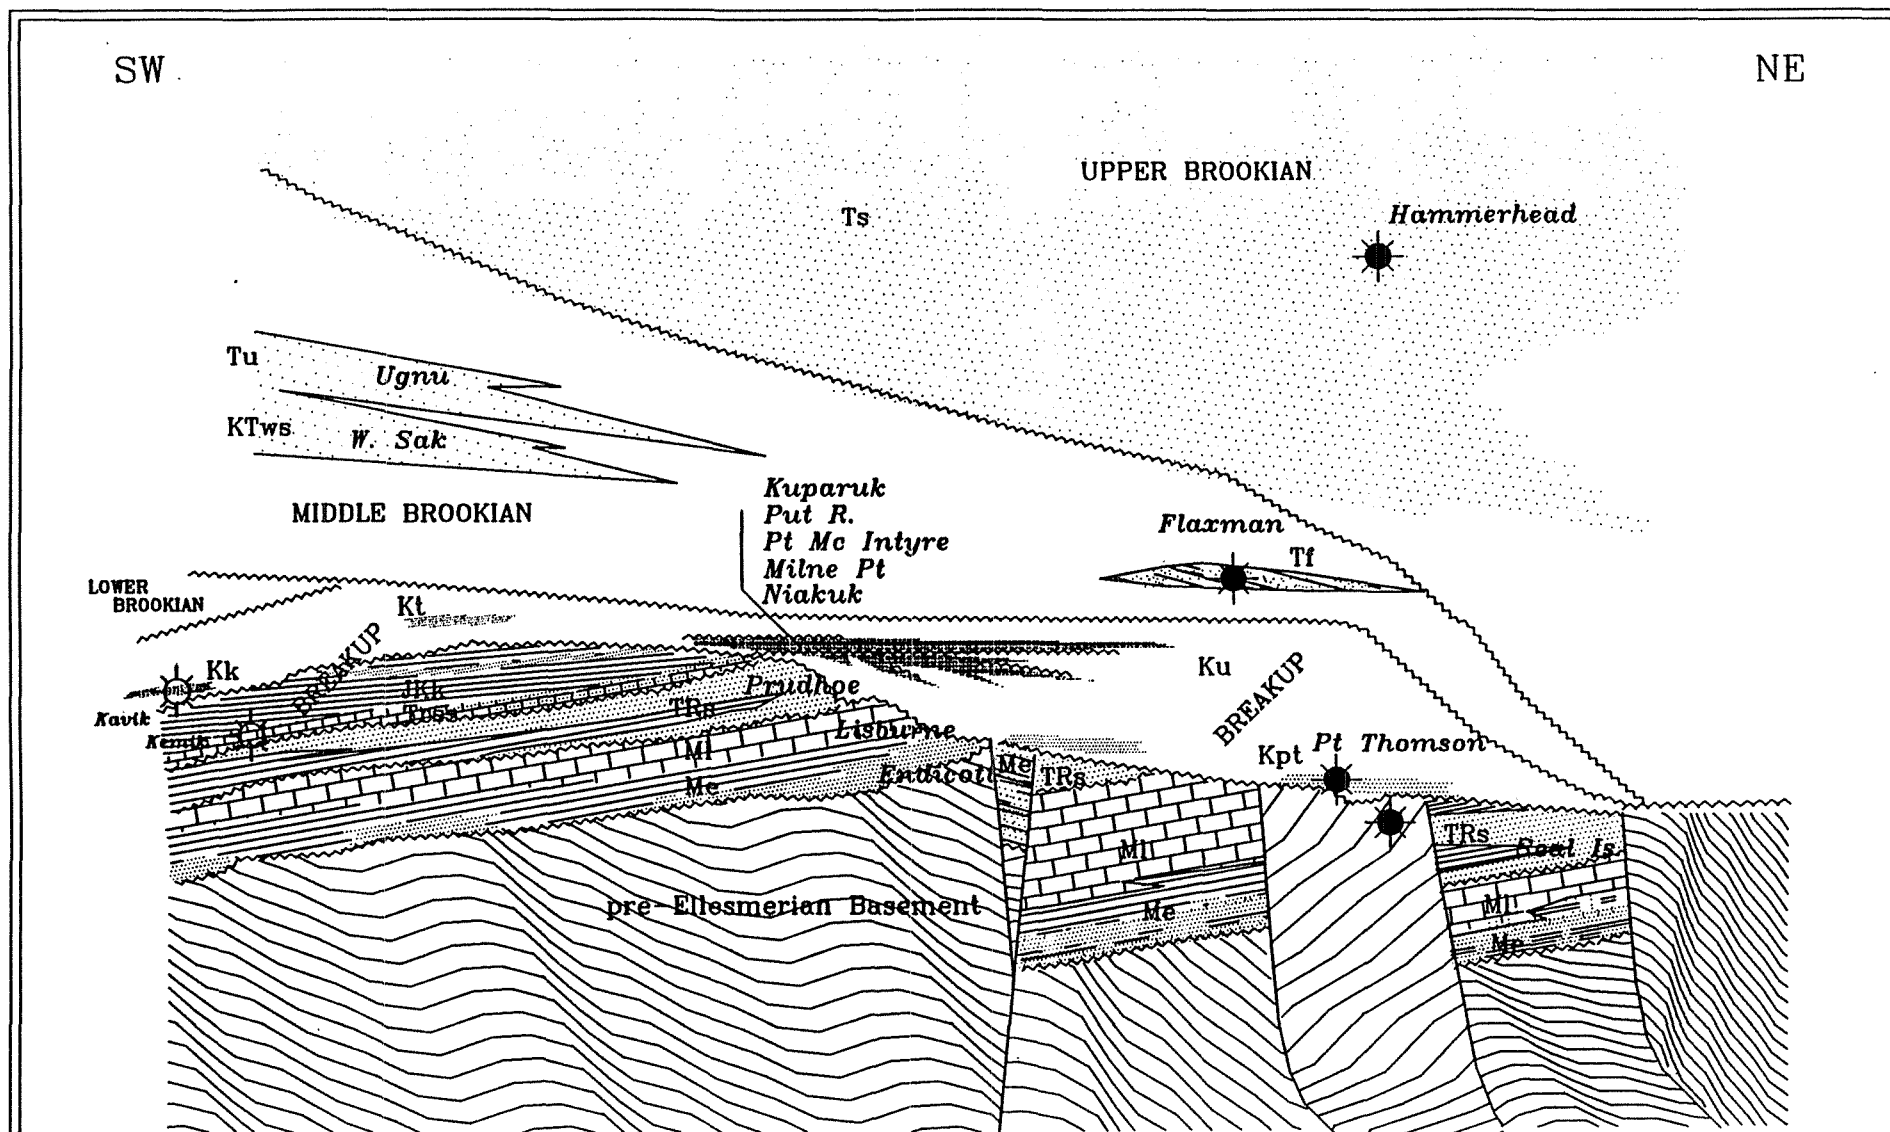 SW
NE
UPPER BROOKIAN
Ts
Hammerhead
Tu
Ugnu
KTws
W. Sak
MIDDLE BROOKIAN
Kuparuk
Put R.
Pt Mc Intyre
Milne Pt
Niakuk
Flaxman
Tf
LOWER
BROOKIAN
Kt
BREAKUP
Kk
Ku
BREAKUP
JKk
Prudhoe
Kavik
TRs
Kemik
Lisburne
Ml
Me
Endicott
Me
TRs
Kpt
Pt Thomson
Ml
Me
TRs
Seal Is.
Ml
Me
pre-Ellesmerian Basement